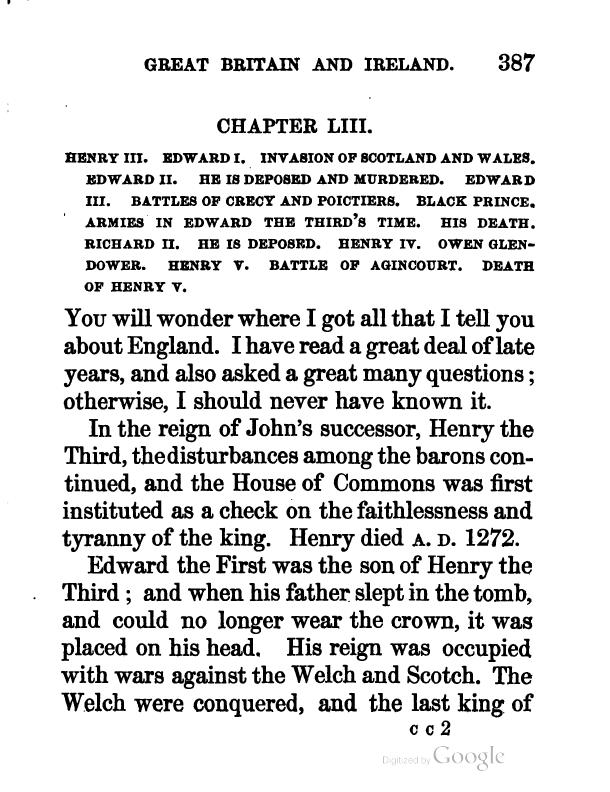 GREAT BRITAIN AND IRELAND. 387
CHAPTER LIII.
HENRY III. EDWARD I. INVASION OF SCOTLAND AND WALES.
EDWARD II. HE IS DEPOSED AND MURDERED. EDWARD
III. BATTLES OF CRECY AND POICTIERS. BLACK PRINCE.
ARMIES IN EDWARD THE THIRD'S TIME. HIS DEATH.
RICHARD II. HE IS DEPOSED. HENRY IV. OWEN GLEN-
DOWER. HENRY V. BATTLE OF AGINCOURT. DEATH
OF HENRY V.
YOU will wonder where I got all that I tell you
about England. I have read a great deal of late
years, and also asked a great many questions;
otherwise, I should never have known it.
In the reign of John's successor, Henry the
Third, the disturbances among the barons con-
tinued, and the House of Commons was first
instituted as a check on the faithlessness and
tyranny of the king. Henry died A. D. 1272.
Edward the First was the son of Henry the
Third; and when his father slept in the tomb,
and could no longer wear the crown, it was
placed on his head. His reign was occupied
with wars against the Welch and Scotch. The
Welch were conquered, and the last king of
C C 2
Digitized by Google